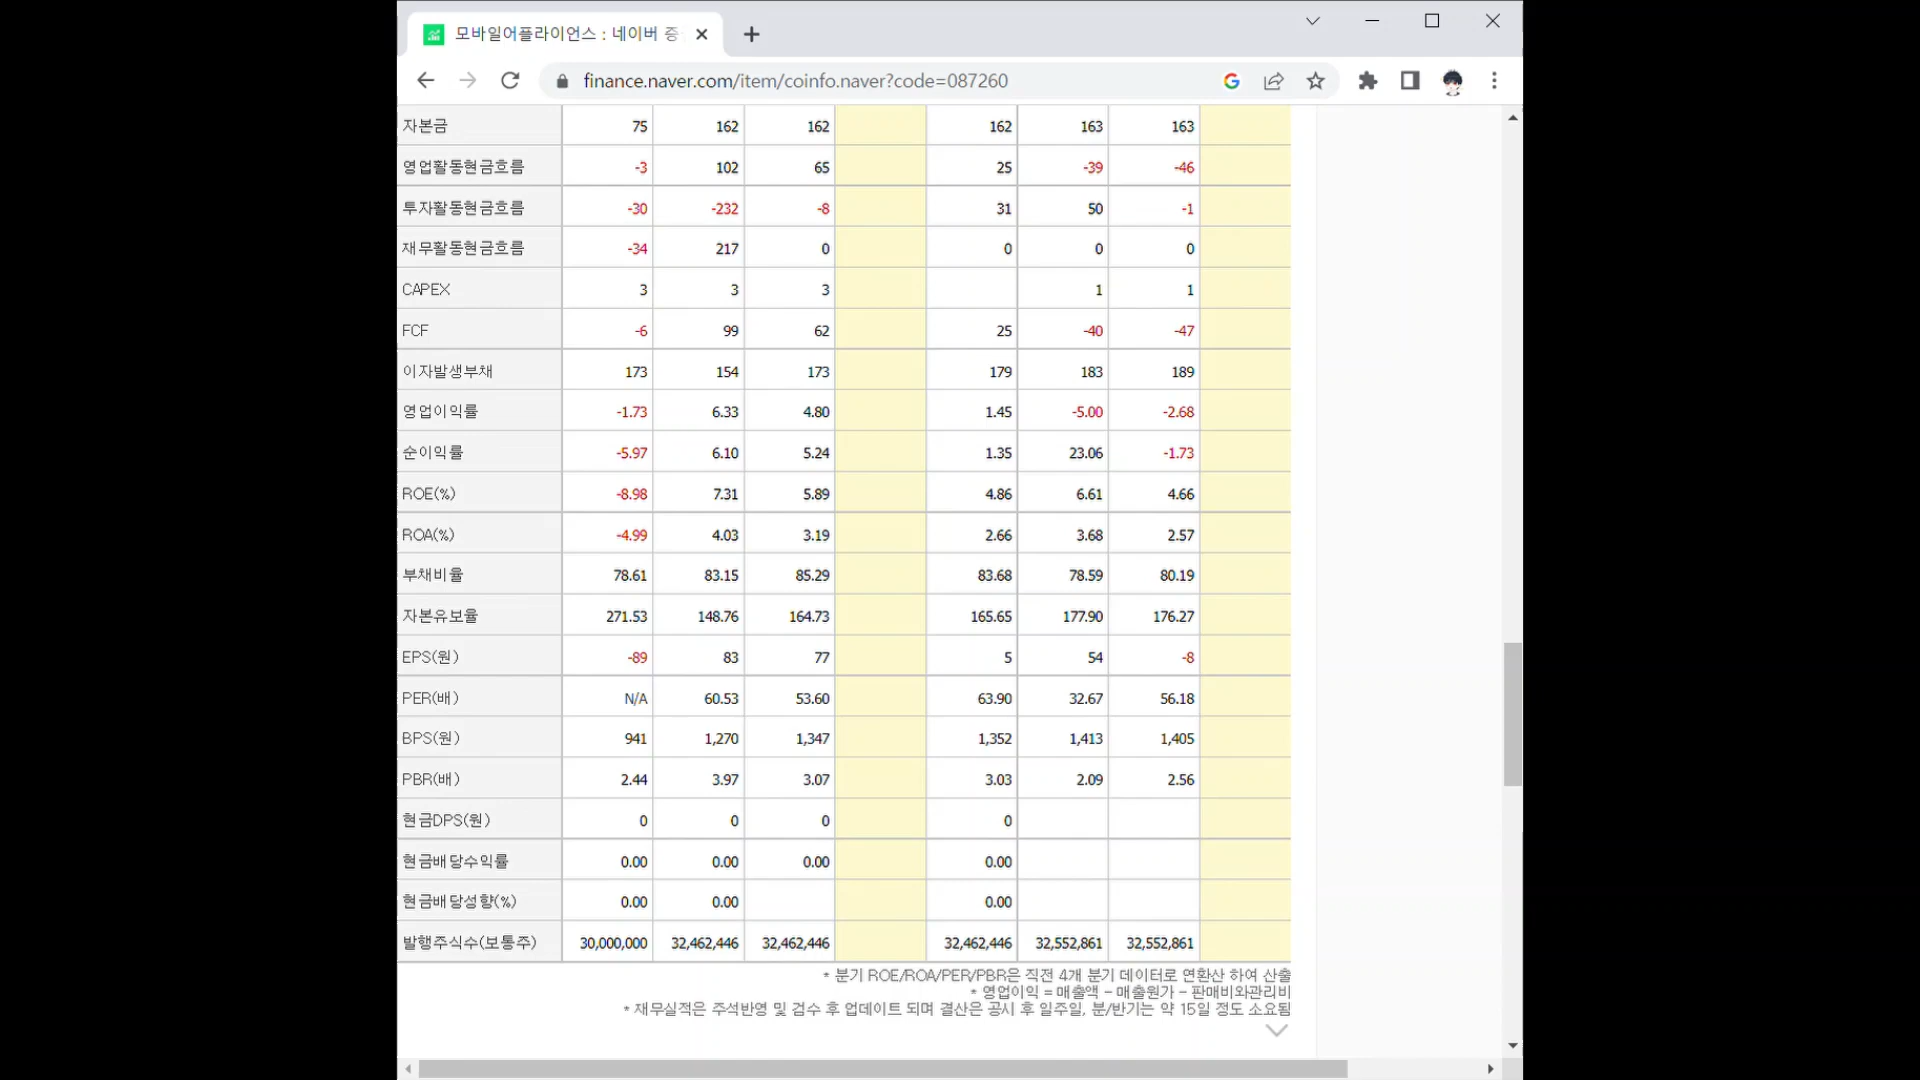 모바일어플라이언스 : 네이버 증
finance.naver.com/item/coinfo.naver?code=087260
자본금 75 162 162 162 163 163
영업활동현금흐름 -3 102 65 25 -39 -46
투자활동현금흐름 -30 -232 -8 31 50 -1
재무활동현금흐름 -34 217 0 0 0 0
CAPEX 3 3 3 1 1
FCF -6 99 62 25 -40 -47
이자발생부채 173 154 173 179 183 189
영업이익률 -1.73 6.33 4.80 1.45 -5.00 -2.68
순이익률 -5.97 6.10 5.24 1.35 23.06 -1.73
ROE(%) -8.98 7.31 5.89 4.86 6.61 4.66
ROA(%) -4.99 4.03 3.19 2.66 3.68 2.57
부채비율 78.61 83.15 85.29 83.68 78.59 80.19
자본유보율 271.53 148.76 164.73 165.65 177.90 176.27
EPS(원) -89 83 77 5 54 -8
PER(배) N/A 60.53 53.60 63.90 32.67 56.18
BPS(원) 941 1,270 1,347 1,352 1,413 1,405
PBR(배) 2.44 3.97 3.07 3.03 2.09 2.56
현금DPS(원) 0 0 0 0
현금배당수익률 0.00 0.00 0.00 0.00
현금배당성향(%) 0.00 0.00 0.00
발행주식수(보통주) 30,000,000 32,462,446 32,462,446 32,462,446 32,552,861 32,552,861
* 분기 ROE/ROA/PER/PBR은 직전 4개 분기 데이터로 연환산 하여 산출
* 영업이익 = 매출액 - 매출원가 - 판매비와관리비
* 재무실적은 주석반영 및 검수 후 업데이트 되며 결산은 공시 후 일주일, 분/반기는 약 15일 정도 소요됨